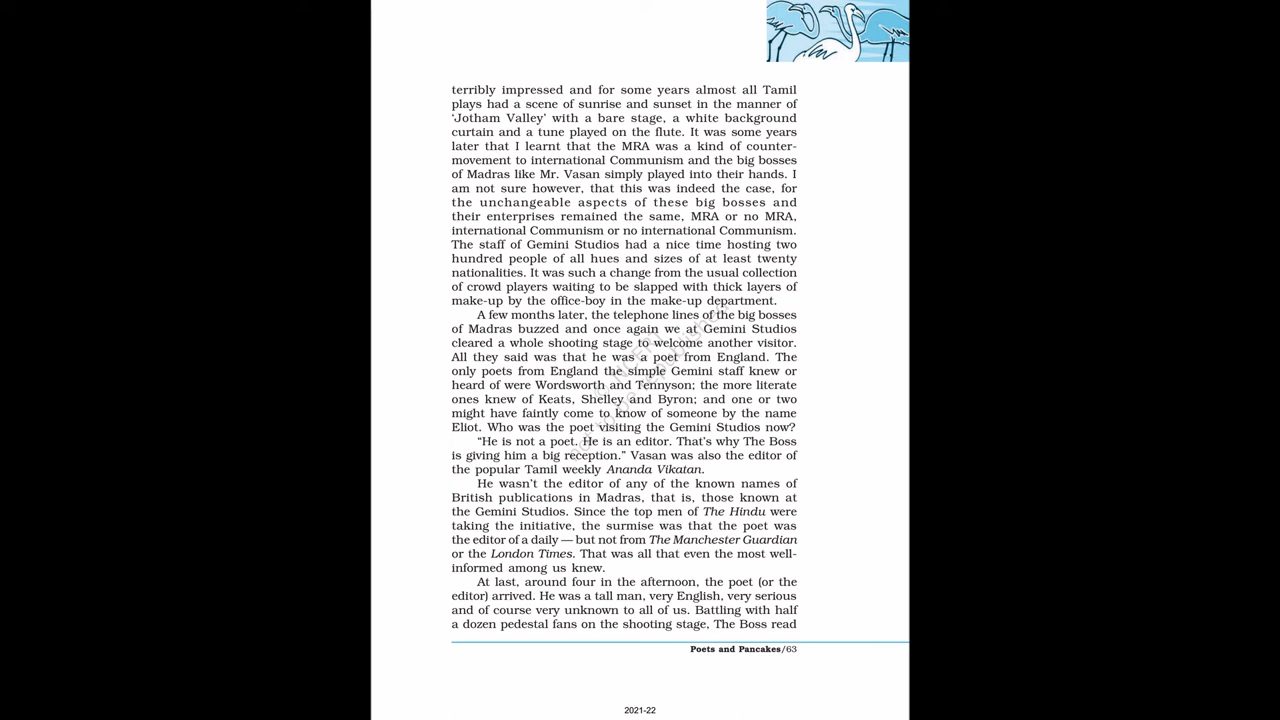 terribly impressed and for some years almost all Tamil
plays had a scene of sunrise and sunset in the manner of
‘Jotham Valley’ with a bare stage, a white background
curtain and a tune played on the flute. It was some years
later that I learnt that the MRA was a kind of counter-
movement to international Communism and the big bosses
of Madras like Mr. Vasan simply played into their hands. I
am not sure however, that this was indeed the case, for
the unchangeable aspects of these big bosses and
their enterprises remained the same, MRA or no MRA,
international Communism or no international Communism.
The staff of Gemini Studios had a nice time hosting two
hundred people of all hues and sizes of at least twenty
nationalities. It was such a change from the usual collection
of crowd players waiting to be slapped with thick layers of
make-up by the office-boy in the make-up department.
A few months later, the telephone lines of the big bosses
of Madras buzzed and once again we at Gemini Studios
cleared a whole shooting stage to welcome another visitor.
All they said was that he was a poet from England. The
only poets from England the simple Gemini staff knew or
heard of were Wordsworth and Tennyson; the more literate
ones knew of Keats, Shelley and Byron; and one or two
might have faintly come to know of someone by the name
Eliot. Who was the poet visiting the Gemini Studios now?
“He is not a poet. He is an editor. That’s why The Boss
is giving him a big reception.” Vasan was also the editor of
the popular Tamil weekly Ananda Vikatan.
He wasn’t the editor of any of the known names of
British publications in Madras, that is, those known at
the Gemini Studios. Since the top men of The Hindu were
taking the initiative, the surmise was that the poet was
the editor of a daily — but not from The Manchester Guardian
or the London Times. That was all that even the most well-
informed among us knew.
At last, around four in the afternoon, the poet (or the
editor) arrived. He was a tall man, very English, very serious
and of course very unknown to all of us. Battling with half
a dozen pedestal fans on the shooting stage, The Boss read
Poets and Pancakes/63
2021-22